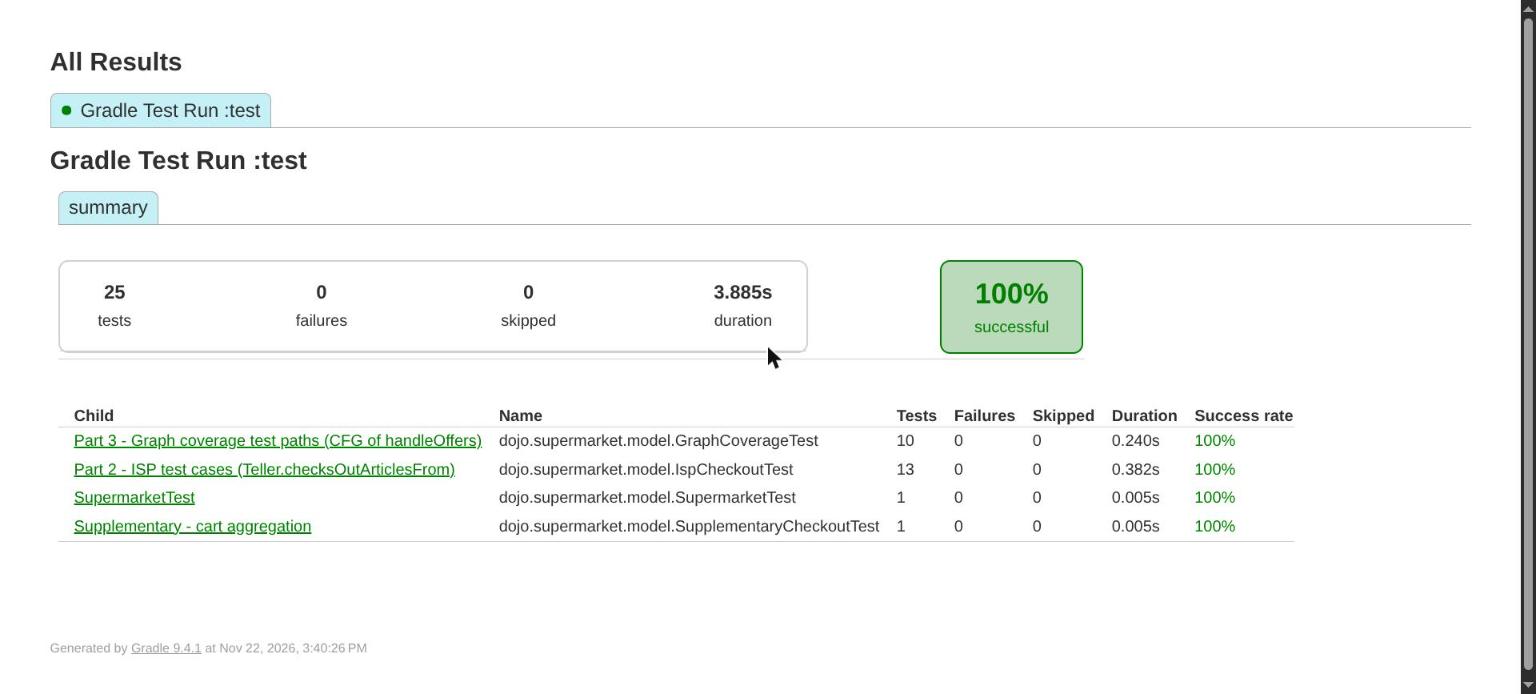 All Results
Gradle Test Run :test
Gradle Test Run :test
summary
25 0 0 3.885s
tests failures skipped duration
100%
successful
Child Name Tests Failures Skipped Duration Success rate
Part 3 - Graph coverage test paths (CFG of handleOffers) dojo.supermarket.model.GraphCoverageTest 10 0 0 0.240s 100%
Part 2 - ISP test cases (Teller.checksOutArticlesFrom) dojo.supermarket.model.IspCheckoutTest 13 0 0 0.382s 100%
SupermarketTest dojo.supermarket.model.SupermarketTest 1 0 0 0.005s 100%
Supplementary - cart aggregation dojo.supermarket.model.SupplementaryCheckoutTest 1 0 0 0.005s 100%
Generated by Gradle 9.4.1 at Nov 22, 2026, 3:40:26 PM